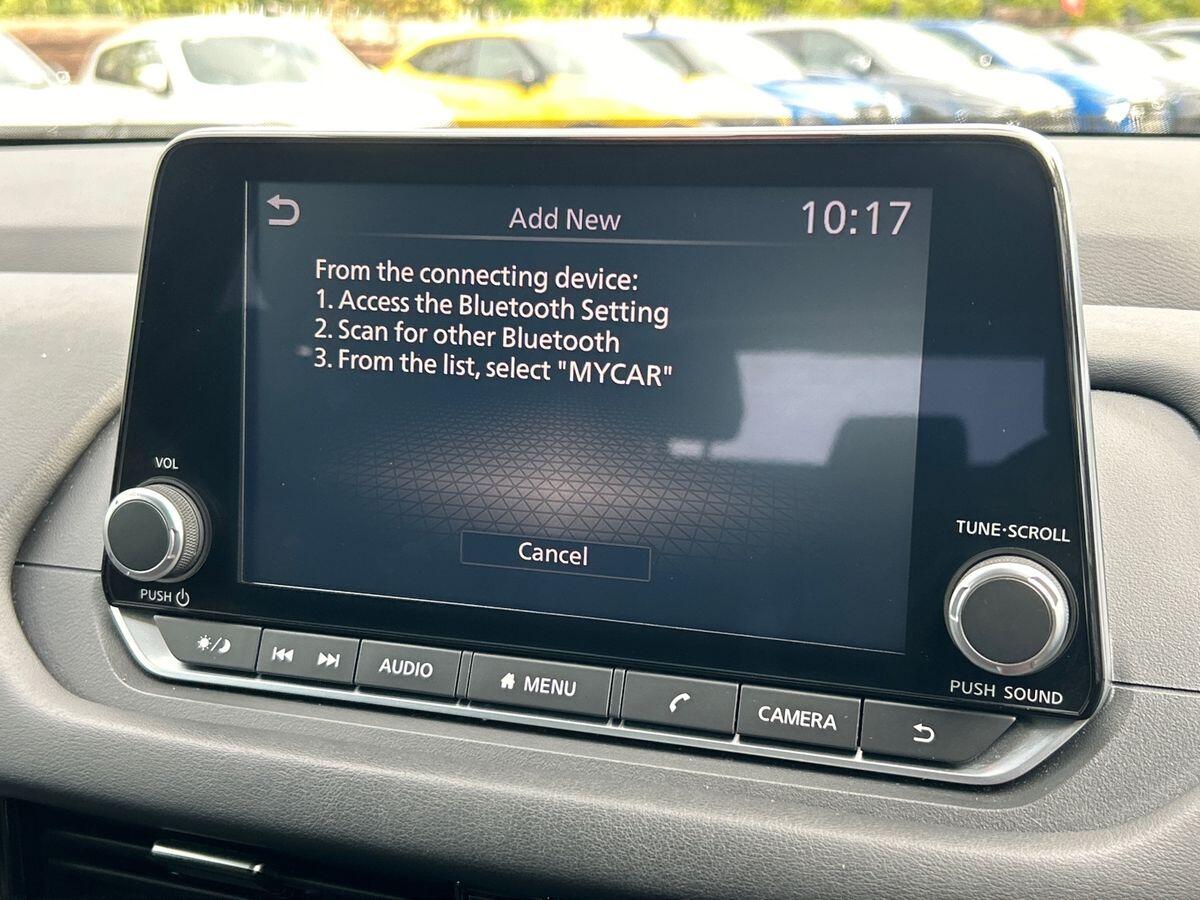 Add New
10:17
From the connecting device:
1. Access the Bluetooth Setting
2. Scan for other Bluetooth
3. From the list, select "MYCAR"
Cancel
VOL
PUSH
TUNE·SCROLL
PUSH SOUND
AUDIO
MENU
CAMERA